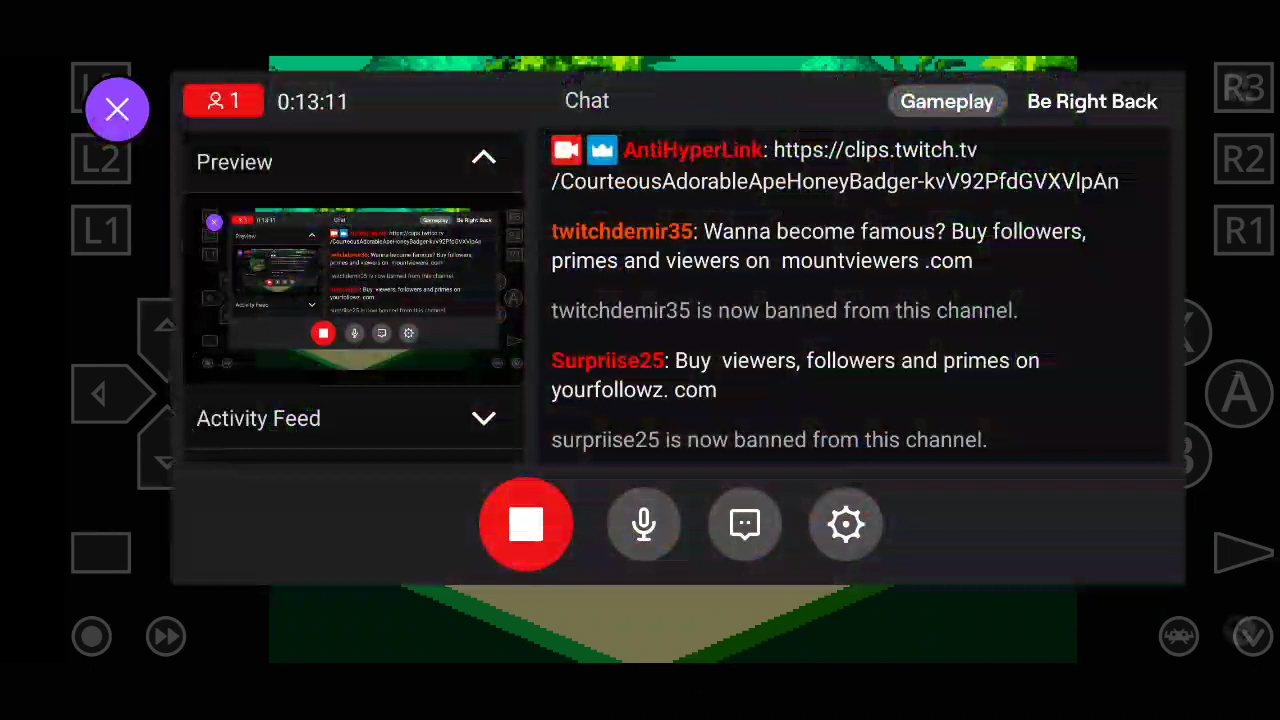 L2
L1
R3
R2
R1
A
1
0:13:11
Chat
Gameplay
Be Right Back
Preview
Activity Feed
AntiHyperLink: https://clips.twitch.tv
/CourteousAdorableApeHoneyBadger-kvV92PfdGVXVlpAn
twitchdemir35: Wanna become famous? Buy followers,
primes and viewers on mountviewers .com
twitchdemir35 is now banned from this channel.
Surpriise25: Buy viewers, followers and primes on
yourfollowz. com
surpriise25 is now banned from this channel.